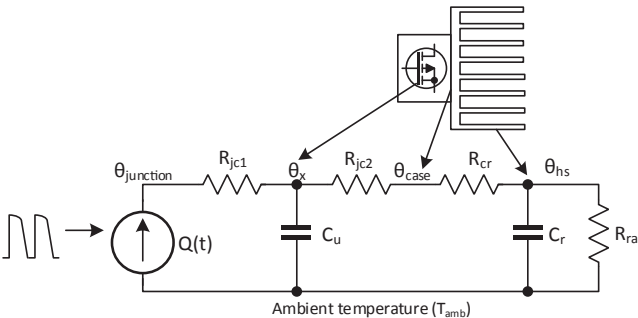 θjunction
Rjc1
θx
Rjc2
θcase
Rcr
θhs
Q(t)
Cu
Cr
Rra
Ambient temperature (Tamb)